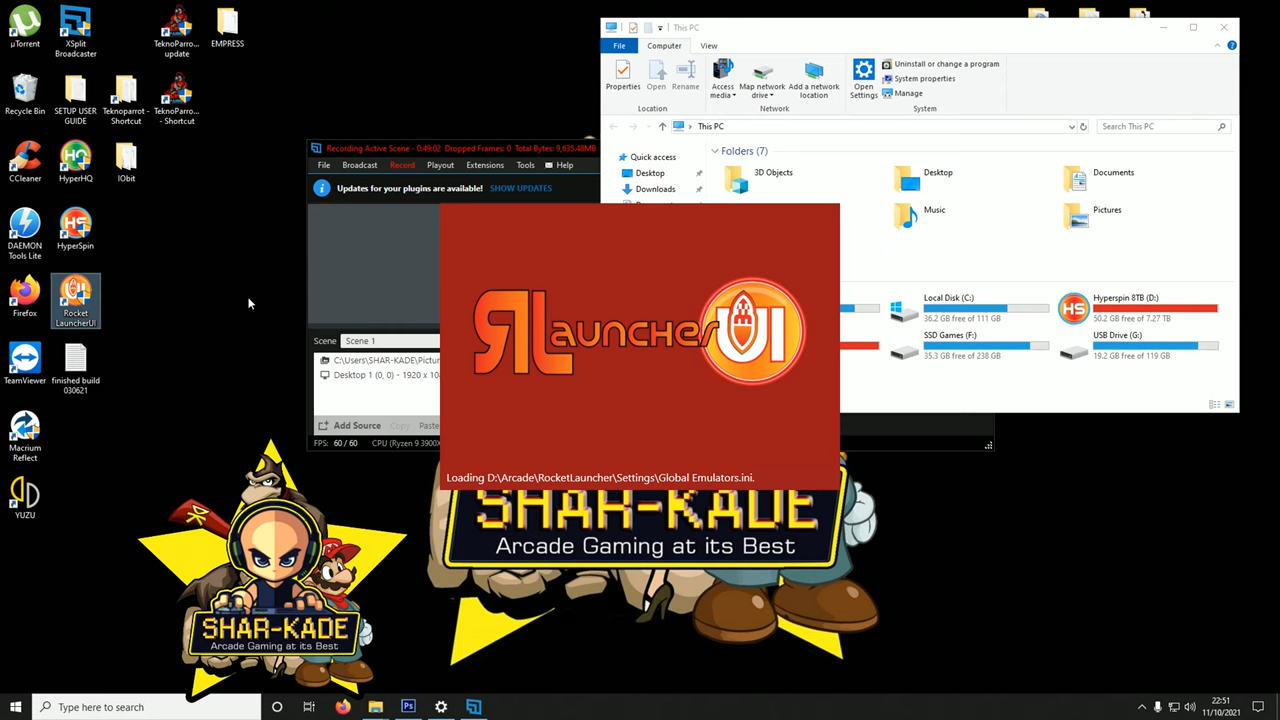 µTorrent
XSplit
Broadcaster
TeknoParro...
update
EMPRESS
Recycle Bin
SETUP USER
GUIDE
Teknoparrot -
Shortcut
TeknoParro...
- Shortcut
CCleaner
HyperHQ
IObit
DAEMON
Tools Lite
HyperSpin
Firefox
Rocket
LauncherUI
TeamViewer
finished build
030621
Macrium
Reflect
YUZU
This PC
File
Computer
View
Properties
Open
Rename
Access
media
Map network
drive
Add a network
location
Open
Settings
Uninstall or change a program
System properties
Manage
Location
Network
System
This PC
Search This PC
Quick access
Desktop
Downloads
Folders (7)
3D Objects
Desktop
Documents
Music
Pictures
Local Disk (C:)
36.2 GB free of 111 GB
Hyperspin 8TB (D:)
50.2 GB free of 7.27 TB
SSD Games (F:)
35.3 GB free of 238 GB
USB Drive (G:)
19.2 GB free of 119 GB
Recording Active Scene - 0:49:02 Dropped Frames: 0 Total Bytes: 9,635.48MB
File Broadcast Record Playout Extensions Tools Help
Updates for your plugins are available! SHOW UPDATES
Scene Scene 1
C:\Users\SHAR-KADE\Pictur
Desktop 1 (0, 0) - 1920 x 10
Add Source Copy Paste
FPS: 60 / 60 CPU (Ryzen 9 3900X
RLauncher UI
Loading D:\Arcade\RocketLauncher\Settings\Global Emulators.ini.
SHAR-KADE
Arcade Gaming at its Best
SHAR-KADE
Arcade Gaming at its Best
Type here to search
22:51
11/10/2021